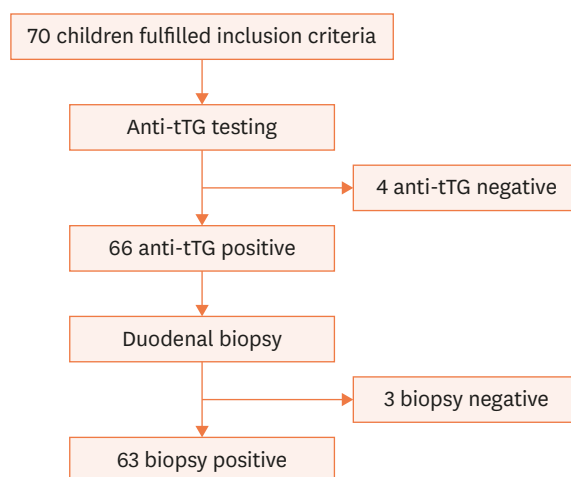 70 children fulfilled inclusion criteria
Anti-tTG testing
4 anti-tTG negative
66 anti-tTG positive
Duodenal biopsy
3 biopsy negative
63 biopsy positive